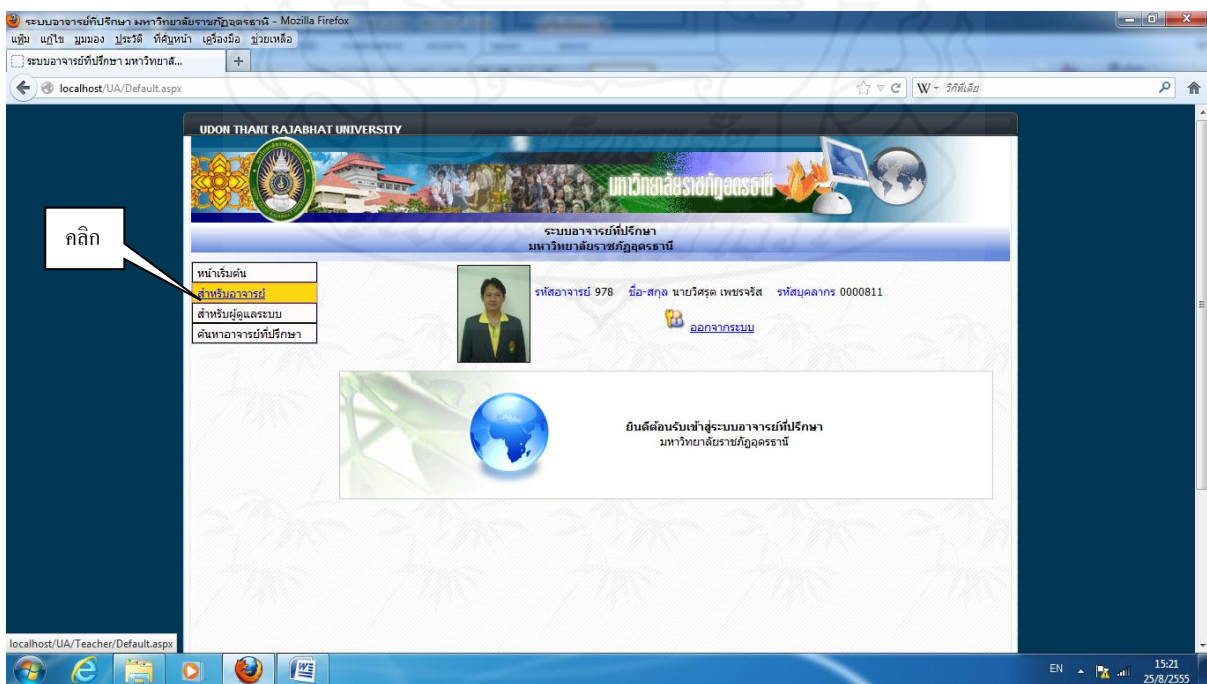 ระบบอาจารย์ที่ปรึกษา มหาวิทยาลัยราชภัฏอุดรธานี - Mozilla Firefox
แฟ้ม แก้ไข มุมมอง ประวัติ ที่คั่นหน้า เครื่องมือ ช่วยเหลือ
ระบบอาจารย์ที่ปรึกษา มหาวิทยาลั... +
localhost/UA/Default.aspx W วิกิพีเดีย
UDON THANI RAJABHAT UNIVERSITY
มหาวิทยาลัยราชภัฏอุดรธานี
ระบบอาจารย์ที่ปรึกษา
มหาวิทยาลัยราชภัฏอุดรธานี
คลิก
หน้าเริ่มต้น
สำหรับอาจารย์
สำหรับผู้ดูแลระบบ
ค้นหาอาจารย์ที่ปรึกษา
รหัสอาจารย์ 978 ชื่อ-สกุล นายวิศรุต เพชรจรัส รหัสบุคลากร 0000811
ออกจากระบบ
ยินดีต้อนรับเข้าสู่ระบบอาจารย์ที่ปรึกษา
มหาวิทยาลัยราชภัฏอุดรธานี
localhost/UA/Teacher/Default.aspx
EN 15:21
25/8/2555